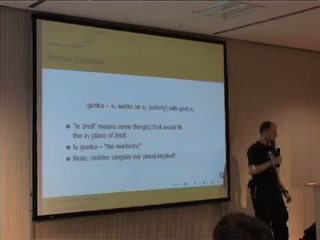 Article Example
gunka – x₁ works on x₂ [activity] with goal x₃
"le broda" means some thing(s) that would fit
the x₁ place of broda
le gunka – "the worker(s)"
Note: neither singular nor plural implied!